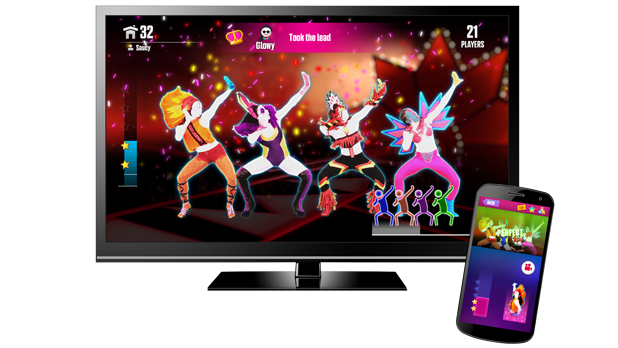 32
Saucy
Glowy
Took the lead
21
PLAYERS
PERFECT